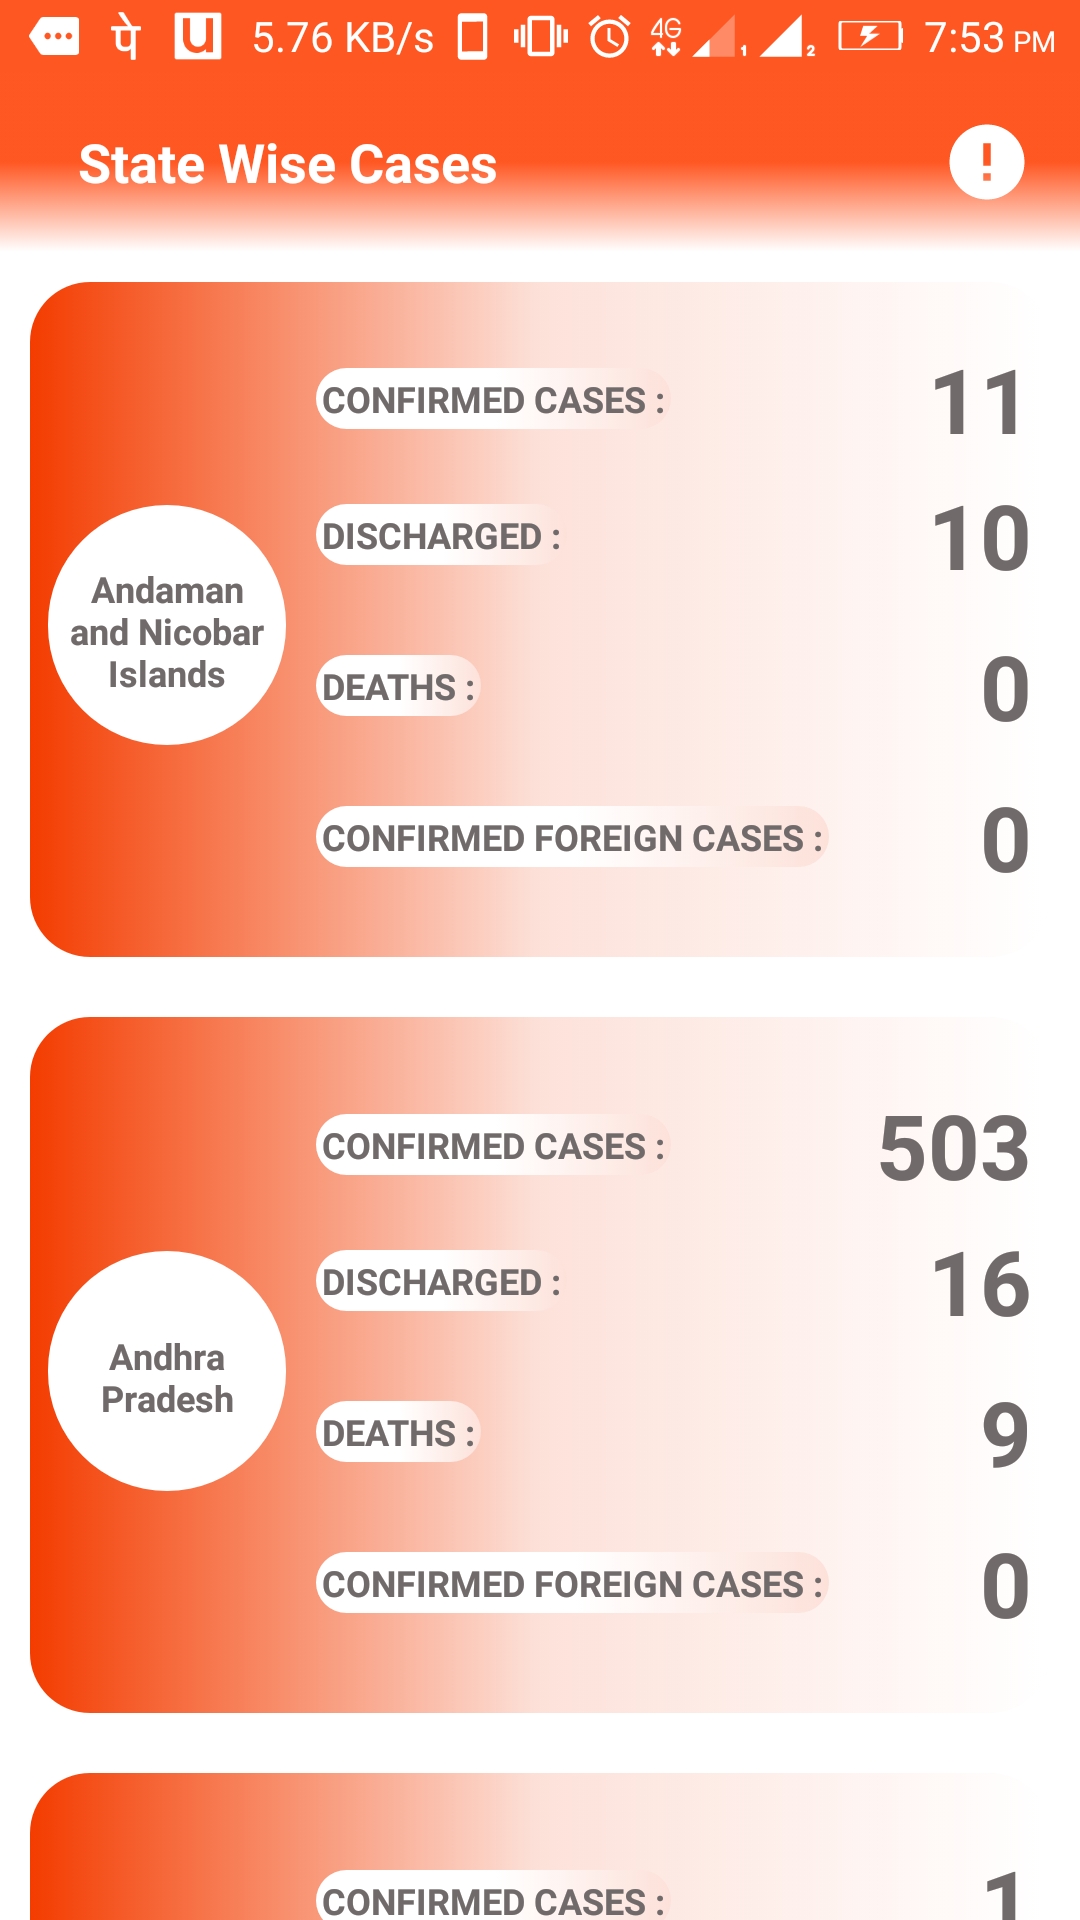 पे u 5.76 KB/s 4G 1 2 7:53 PM
State Wise Cases !
CONFIRMED CASES : 11
DISCHARGED : 10
Andaman
and Nicobar
Islands
DEATHS : 0
CONFIRMED FOREIGN CASES : 0
CONFIRMED CASES : 503
DISCHARGED : 16
Andhra
Pradesh
DEATHS : 9
CONFIRMED FOREIGN CASES : 0
CONFIRMED CASES : 1